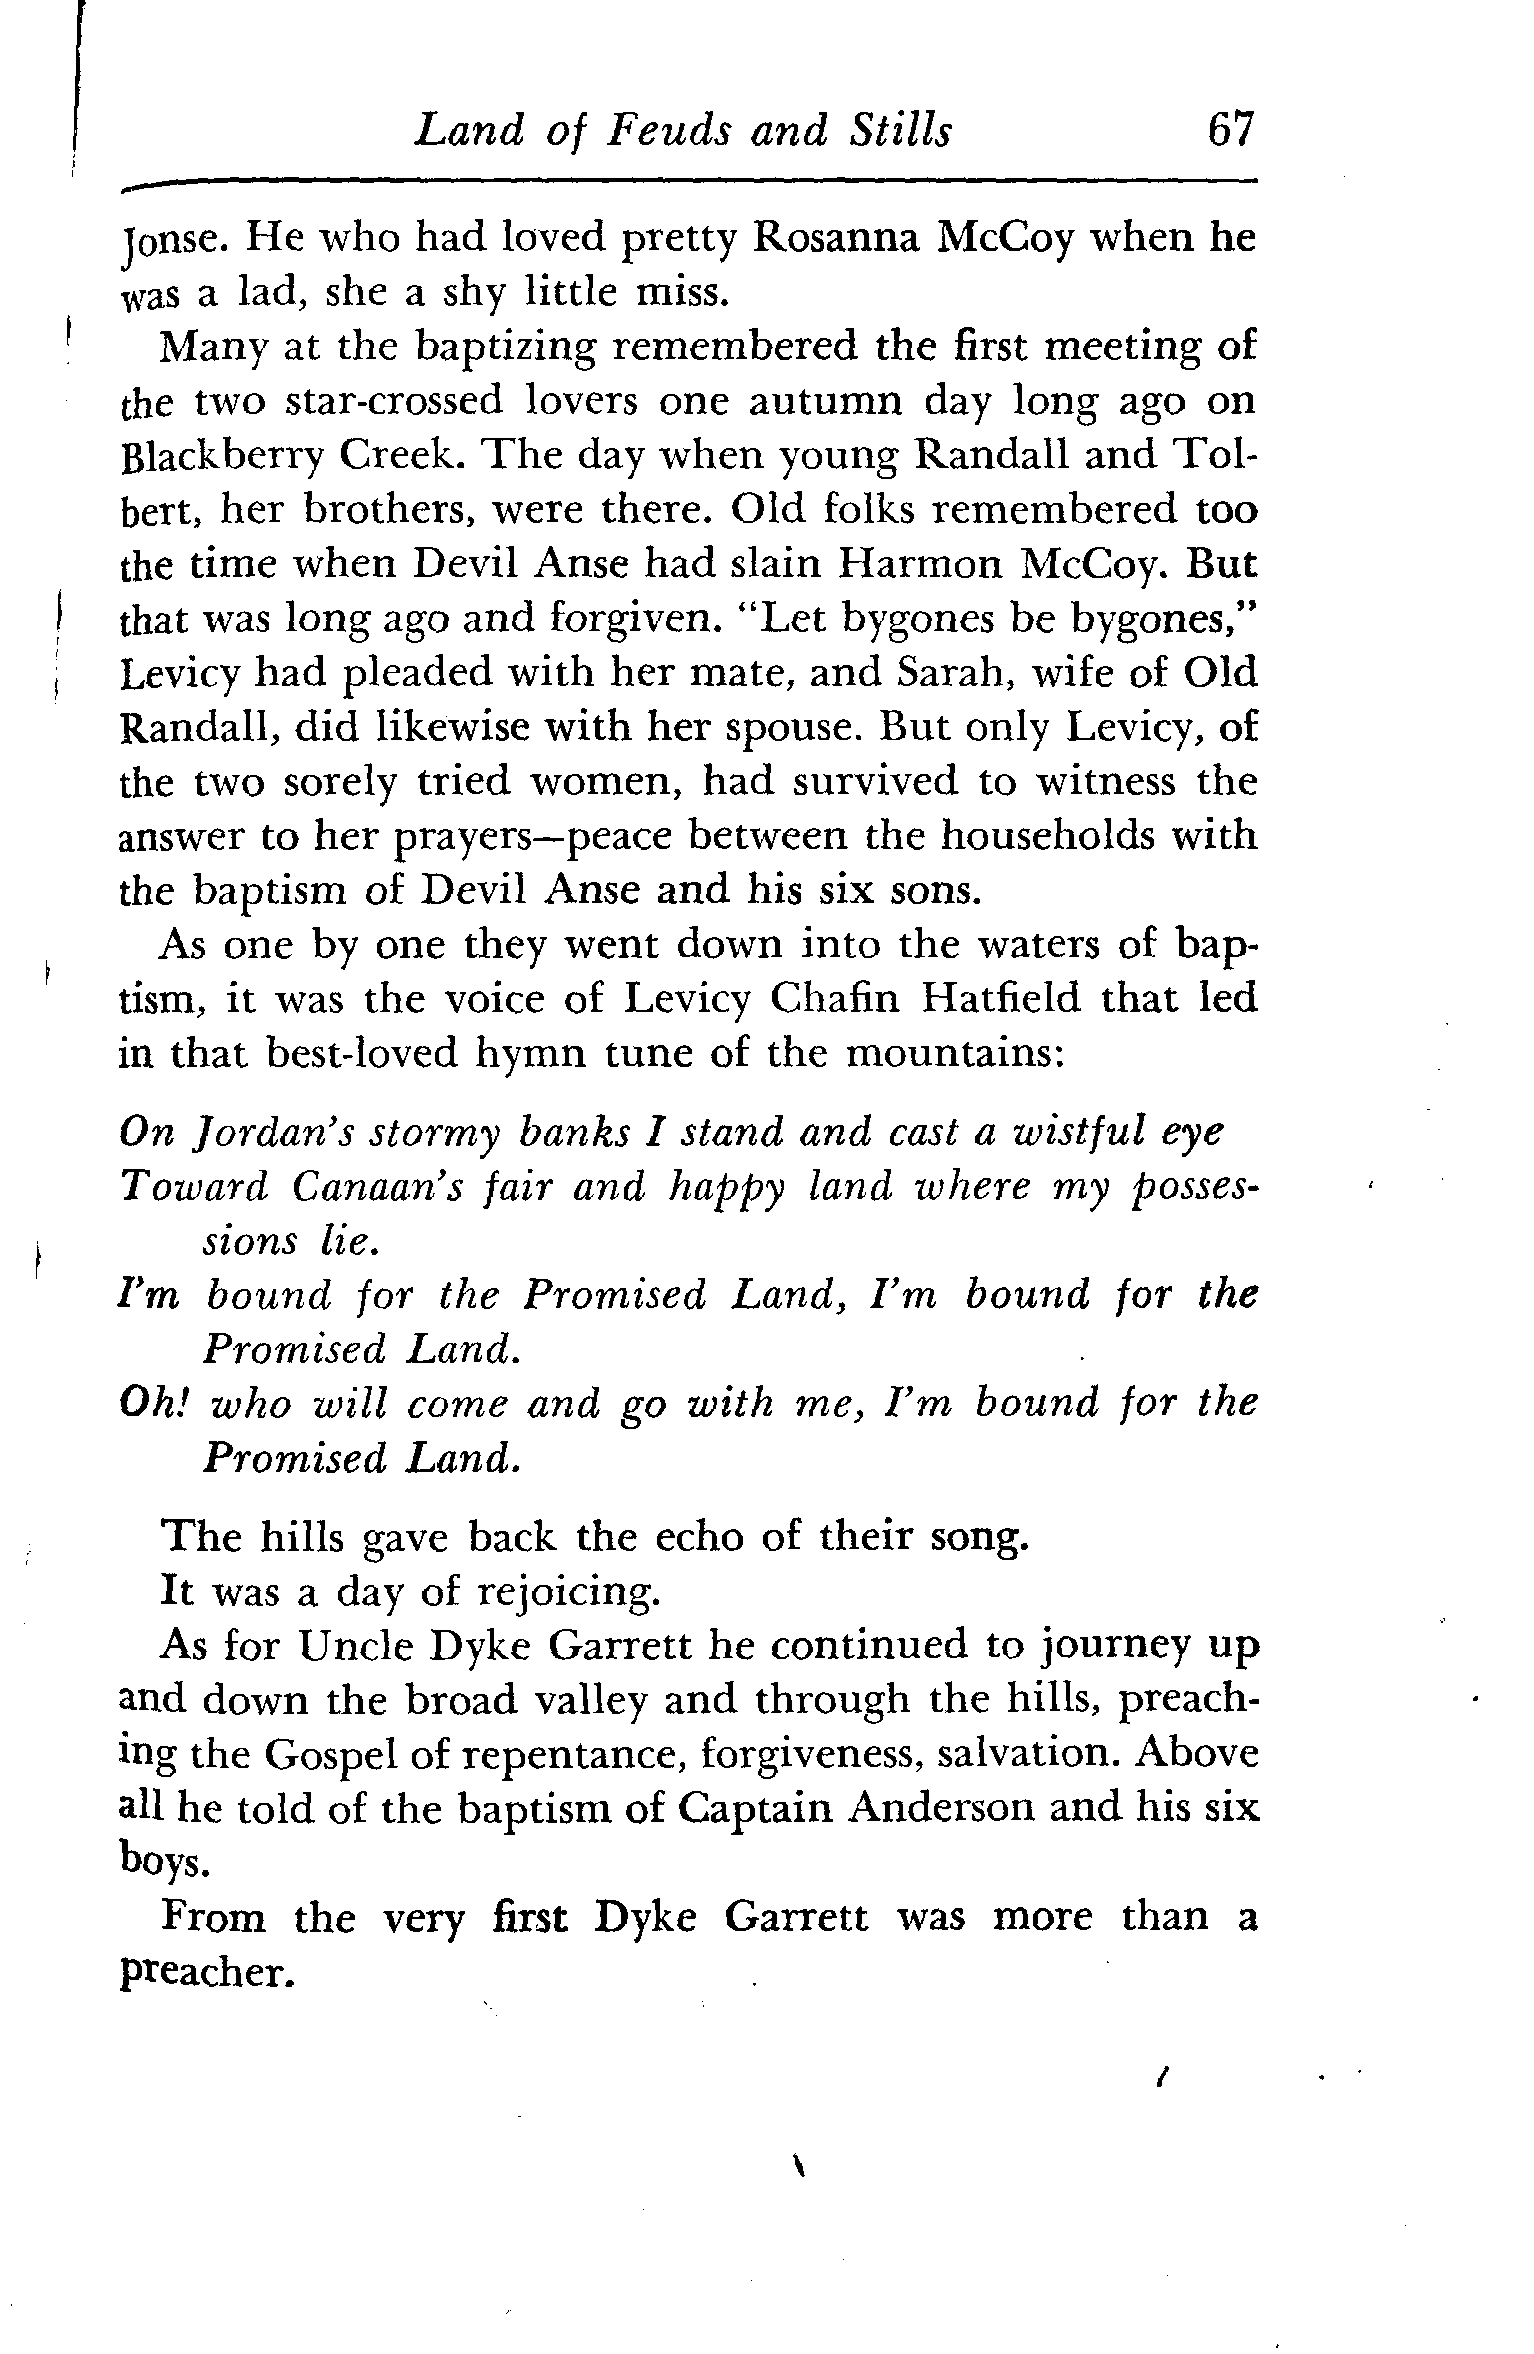 Land of Feuds and Stills 67
Jonse. He who had loved pretty Rosanna McCoy when he
was a lad, she a shy little miss.
Many at the baptizing remembered the first meeting of
the two star-crossed lovers one autumn day long ago on
Blackberry Creek. The day when young Randall and Tol-
bert, her brothers, were there. Old folks remembered too
the time when Devil Anse had slain Harmon McCoy. But
that was long ago and forgiven. “Let bygones be bygones,”
Levicy had pleaded with her mate, and Sarah, wife of Old
Randall, did likewise with her spouse. But only Levicy, of
the two sorely tried women, had survived to witness the
answer to her prayers—peace between the households with
the baptism of Devil Anse and his six sons.
As one by one they went down into the waters of bap-
tism, it was the voice of Levicy Chafin Hatfield that led
in that best-loved hymn tune of the mountains:
On Jordan’s stormy banks I stand and cast a wistful eye
Toward Canaan’s fair and happy land where my posses-
sions lie.
I’m bound for the Promised Land, I’m bound for the
Promised Land.
Oh! who will come and go with me, I’m bound for the
Promised Land.
The hills gave back the echo of their song.
It was a day of rejoicing.
As for Uncle Dyke Garrett he continued to journey up
and down the broad valley and through the hills, preach-
ing the Gospel of repentance, forgiveness, salvation. Above
all he told of the baptism of Captain Anderson and his six
boys.
From the very first Dyke Garrett was more than a
preacher.